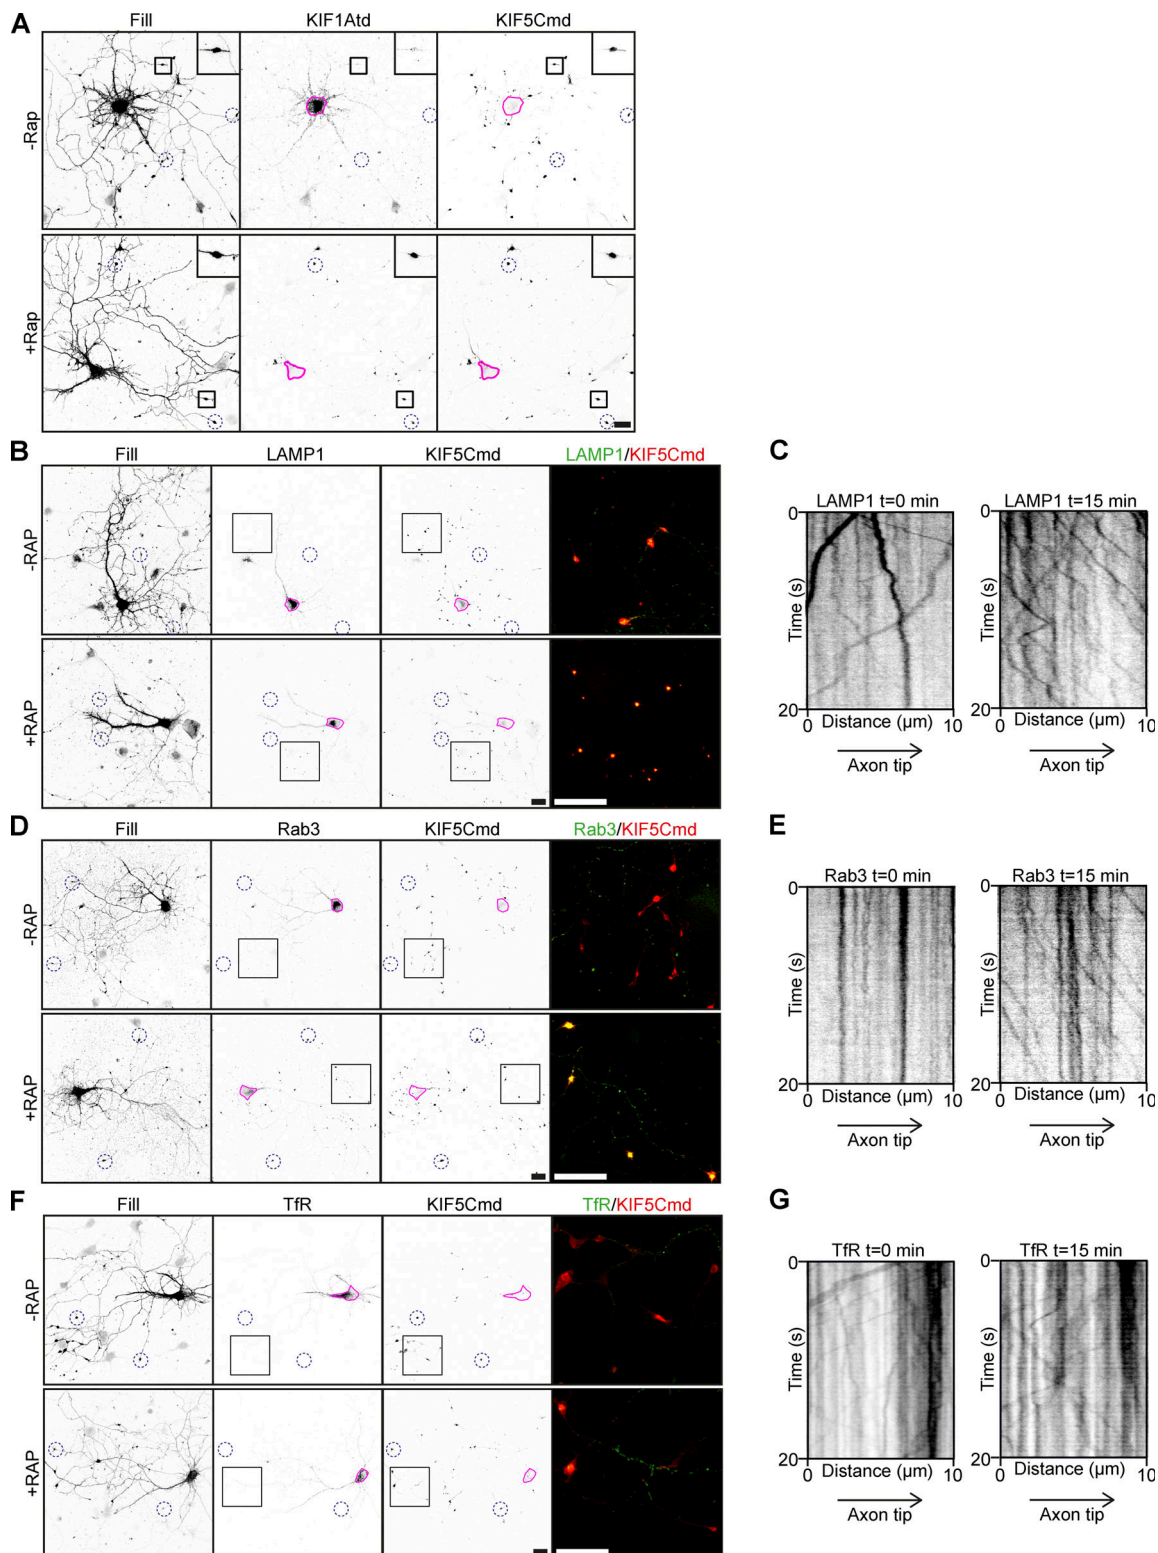 A
Fill KIF1Atd KIF5Cmd
-Rap
+Rap
B
Fill LAMP1 KIF5Cmd LAMP1/KIF5Cmd
-RAP
+RAP
C
LAMP1 t=0 min LAMP1 t=15 min
0 0
Time (s) Time (s)
20 20
0 Distance (µm) 10 0 Distance (µm) 10
Axon tip Axon tip
D
Fill Rab3 KIF5Cmd Rab3/KIF5Cmd
-RAP
+RAP
E
Rab3 t=0 min Rab3 t=15 min
0 0
Time (s) Time (s)
20 20
0 Distance (µm) 10 0 Distance (µm) 10
Axon tip Axon tip
F
Fill TfR KIF5Cmd TfR/KIF5Cmd
-RAP
+RAP
G
TfR t=0 min TfR t=15 min
0 0
Time (s) Time (s)
20 20
0 Distance (µm) 10 0 Distance (µm) 10
Axon tip Axon tip